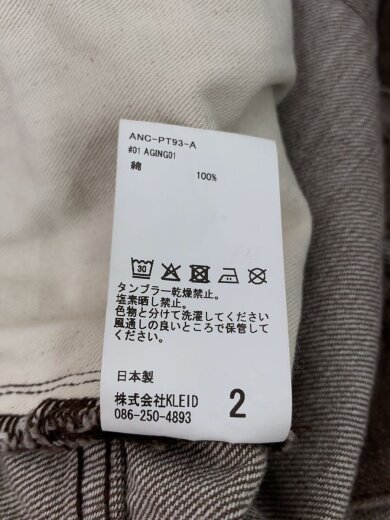 ANC-PT93-A
#01 AGING01
綿
100%
30
タンブラー乾燥禁止。
塩素晒し禁止。
色物と分けて洗濯してください
風通しの良いところで保管して
ください。
日本製
株式会社KLEID
086-250-4893
2